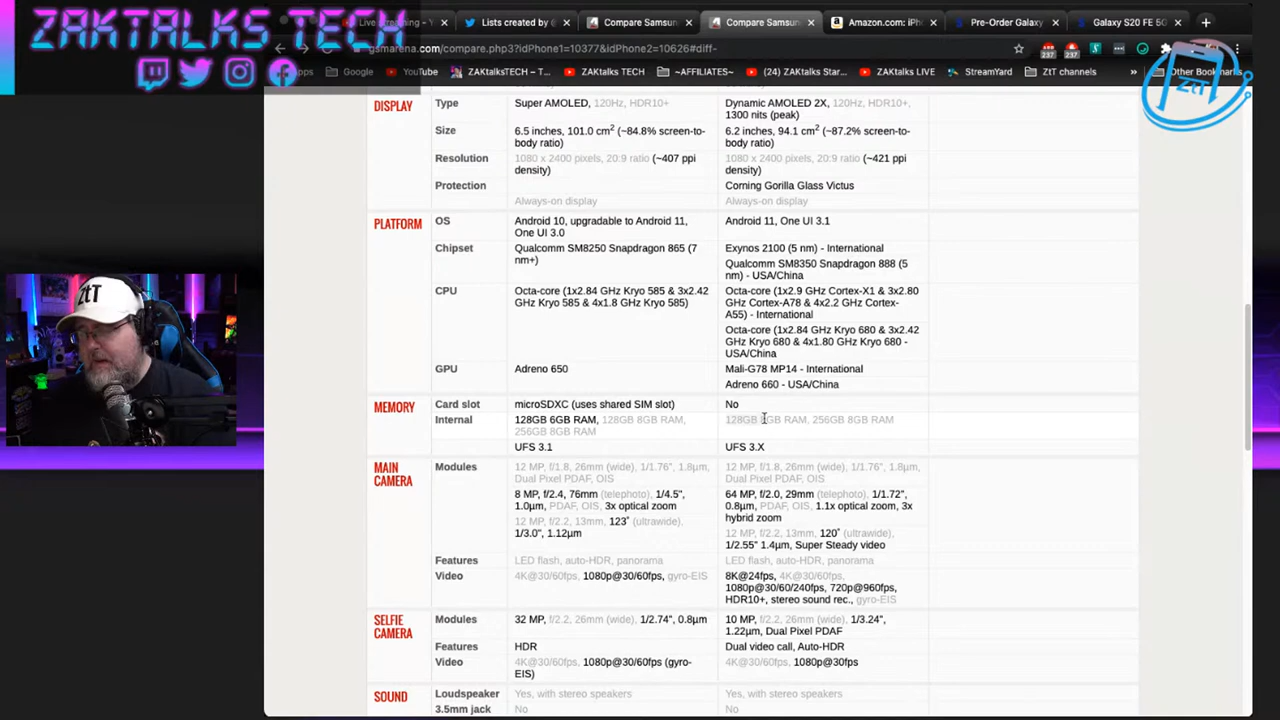 ZAKTALKS TECH
Live streaming - Y
Lists created by @
Compare Samsun
Compare Samsun
Amazon.com: iPh
Pre-Order Galaxy
Galaxy S20 FE 5G
gsmarena.com/compare.php3?idPhone1=10377&idPhone2=10626#diff-
237
237
Google
YouTube
ZAKtalksTECH – T...
ZAKtalks TECH
~AFFILIATES~
(24) ZAKtalks Star...
ZAKtalks LIVE
StreamYard
ZtT channels
»
Other Bookmarks
ZtT
DISPLAY
Type
Super AMOLED, 120Hz, HDR10+
Dynamic AMOLED 2X, 120Hz, HDR10+,
1300 nits (peak)
Size
6.5 inches, 101.0 cm² (~84.8% screen-to-
body ratio)
6.2 inches, 94.1 cm² (~87.2% screen-to-
body ratio)
Resolution
1080 x 2400 pixels, 20:9 ratio (~407 ppi
density)
1080 x 2400 pixels, 20:9 ratio (~421 ppi
density)
Protection
Corning Gorilla Glass Victus
Always-on display
Always-on display
PLATFORM
OS
Android 10, upgradable to Android 11,
One UI 3.0
Android 11, One UI 3.1
Chipset
Qualcomm SM8250 Snapdragon 865 (7
nm+)
Exynos 2100 (5 nm) - International
Qualcomm SM8350 Snapdragon 888 (5
nm) - USA/China
CPU
Octa-core (1x2.84 GHz Kryo 585 & 3x2.42
GHz Kryo 585 & 4x1.8 GHz Kryo 585)
Octa-core (1x2.9 GHz Cortex-X1 & 3x2.80
GHz Cortex-A78 & 4x2.2 GHz Cortex-
A55) - International
Octa-core (1x2.84 GHz Kryo 680 & 3x2.42
GHz Kryo 680 & 4x1.80 GHz Kryo 680 -
USA/China
GPU
Adreno 650
Mali-G78 MP14 - International
Adreno 660 - USA/China
MEMORY
Card slot
microSDXC (uses shared SIM slot)
No
Internal
128GB 6GB RAM, 128GB 8GB RAM,
256GB 8GB RAM
128GB 8GB RAM, 256GB 8GB RAM
UFS 3.1
UFS 3.X
MAIN
CAMERA
Modules
12 MP, f/1.8, 26mm (wide), 1/1.76", 1.8µm,
Dual Pixel PDAF, OIS
8 MP, f/2.4, 76mm (telephoto), 1/4.5",
1.0µm, PDAF, OIS, 3x optical zoom
12 MP, f/2.2, 13mm, 123˚ (ultrawide),
1/3.0", 1.12µm
12 MP, f/1.8, 26mm (wide), 1/1.76", 1.8µm,
Dual Pixel PDAF, OIS
64 MP, f/2.0, 29mm (telephoto), 1/1.72",
0.8µm, PDAF, OIS, 1.1x optical zoom, 3x
hybrid zoom
12 MP, f/2.2, 13mm, 120˚ (ultrawide),
1/2.55" 1.4µm, Super Steady video
Features
LED flash, auto-HDR, panorama
LED flash, auto-HDR, panorama
Video
4K@30/60fps, 1080p@30/60fps, gyro-EIS
8K@24fps, 4K@30/60fps,
1080p@30/60/240fps, 720p@960fps,
HDR10+, stereo sound rec., gyro-EIS
SELFIE
CAMERA
Modules
32 MP, f/2.2, 26mm (wide), 1/2.74", 0.8µm
10 MP, f/2.2, 26mm (wide), 1/3.24",
1.22µm, Dual Pixel PDAF
Features
HDR
Dual video call, Auto-HDR
Video
4K@30/60fps, 1080p@30/60fps (gyro-
EIS)
4K@30/60fps, 1080p@30fps
SOUND
Loudspeaker
Yes, with stereo speakers
Yes, with stereo speakers
3.5mm jack
No
No
ZtT